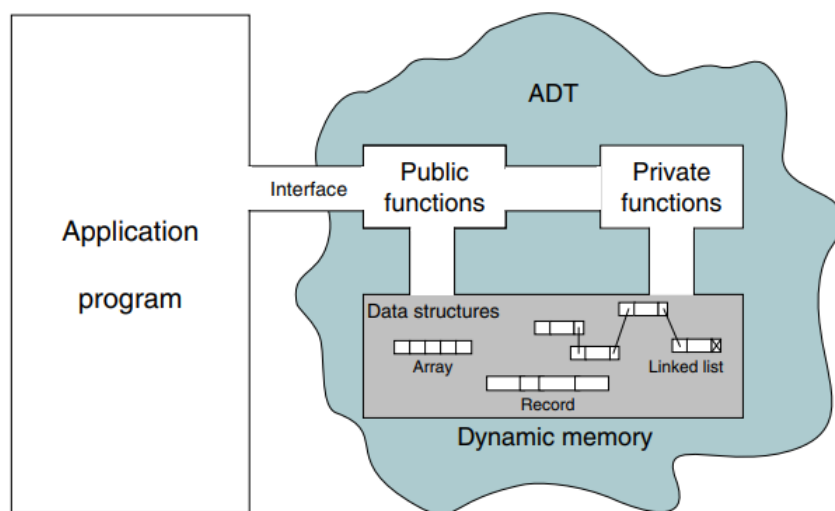 ADT
Public
functions
Private
functions
Interface
Application
program
Data structures
Array
Linked list
Record
Dynamic memory